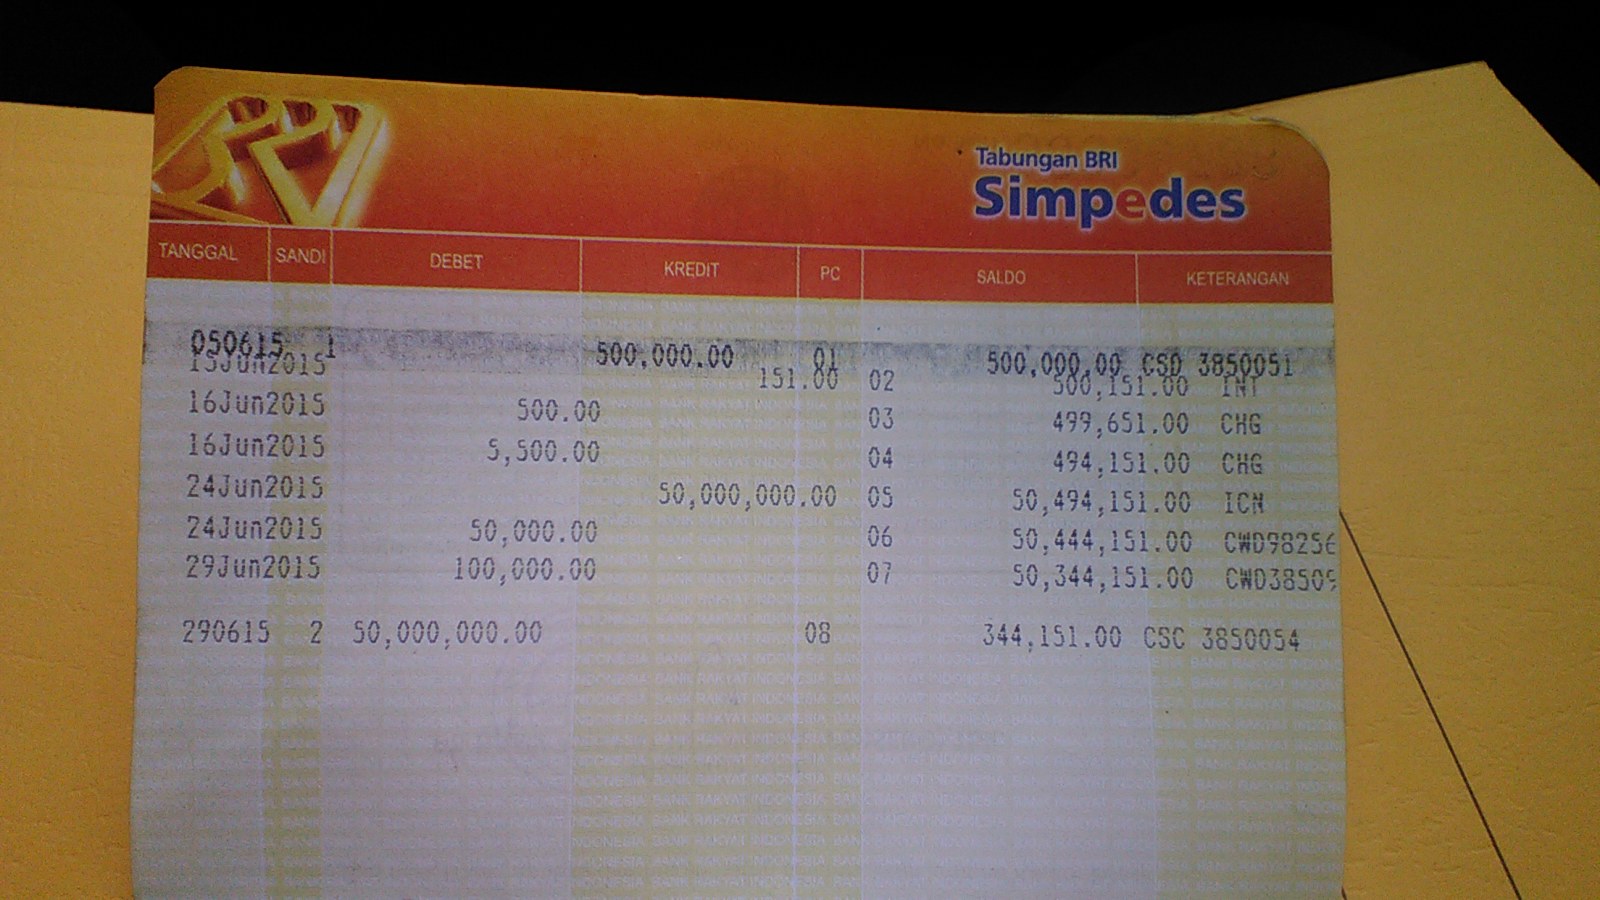 BRI
Tabungan BRI
Simpedes
TANGGAL SANDI DEBET KREDIT PC SALDO KETERANGAN
050615 1 500,000.00 01 500,000.00 CSD 3850051
15Jun2015 151.00 02 500,151.00 INT
16Jun2015 500.00 03 499,651.00 CHG
16Jun2015 5,500.00 04 494,151.00 CHG
24Jun2015 50,000,000.00 05 50,494,151.00 ICN
24Jun2015 50,000.00 06 50,444,151.00 CWD98256
29Jun2015 100,000.00 07 50,344,151.00 CWD38509
290615 2 50,000,000.00 08 344,151.00 CSC 3850054